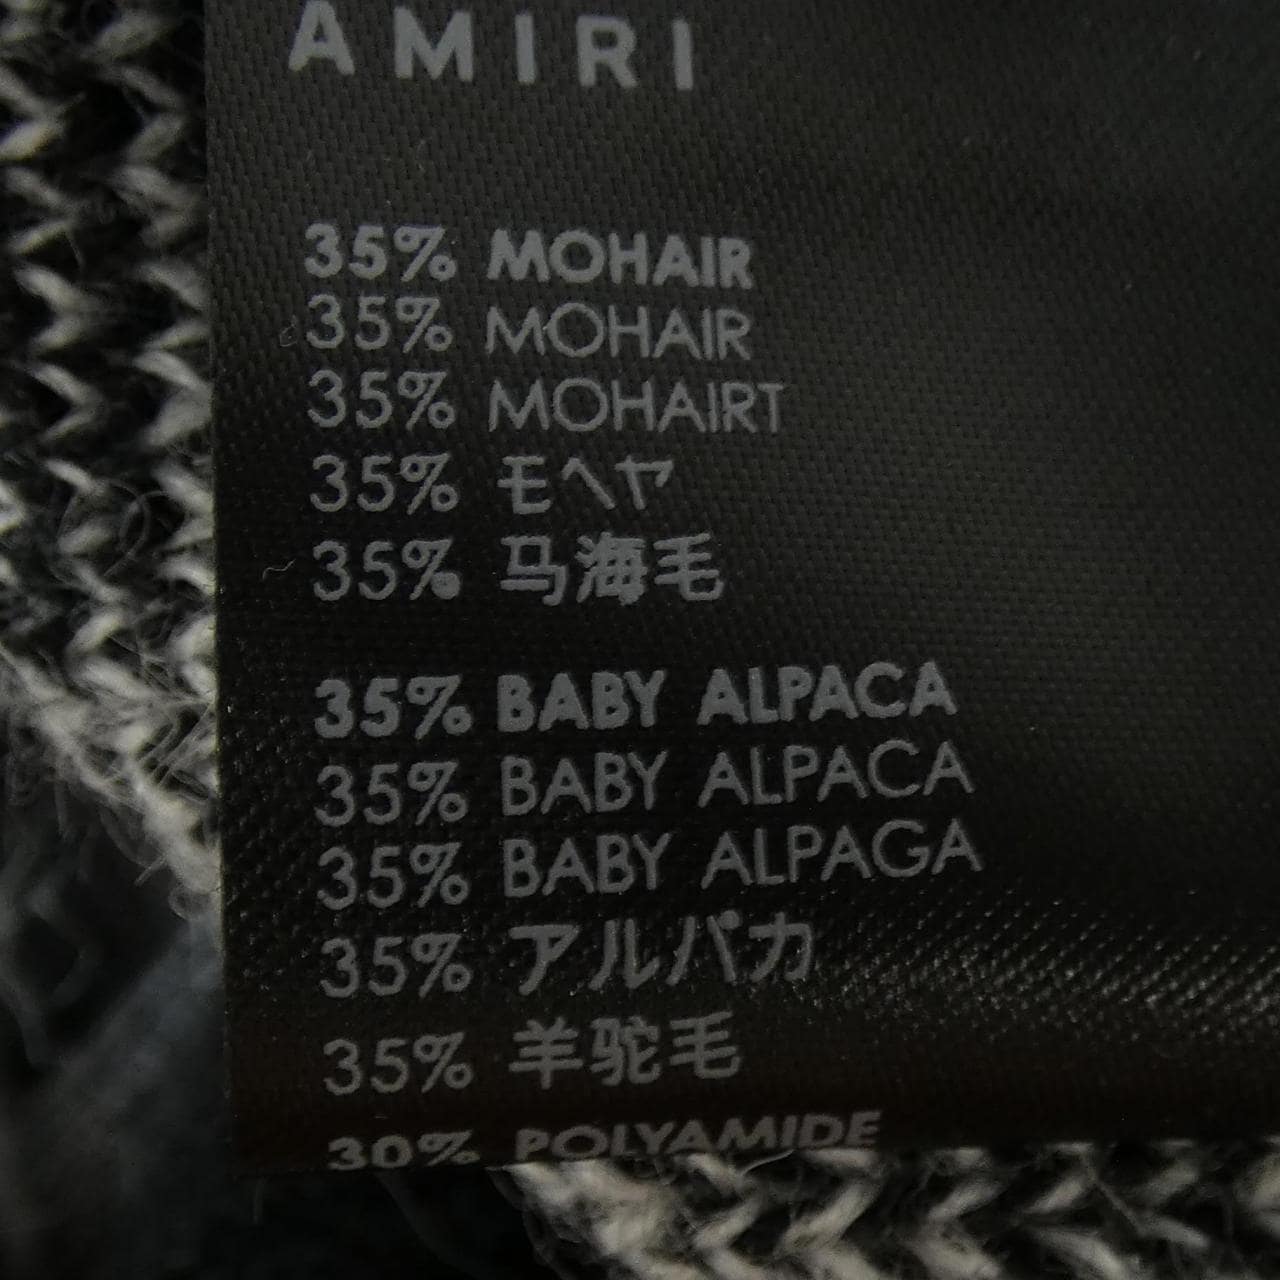 AMIRI
35% MOHAIR
35% MOHAIR
35% MOHAIRT
35% モヘヤ
35% 马海毛
35% BABY ALPACA
35% BABY ALPACA
35% BABY ALPAGA
35% アルパカ
35% 羊驼毛
30% POLYAMIDE